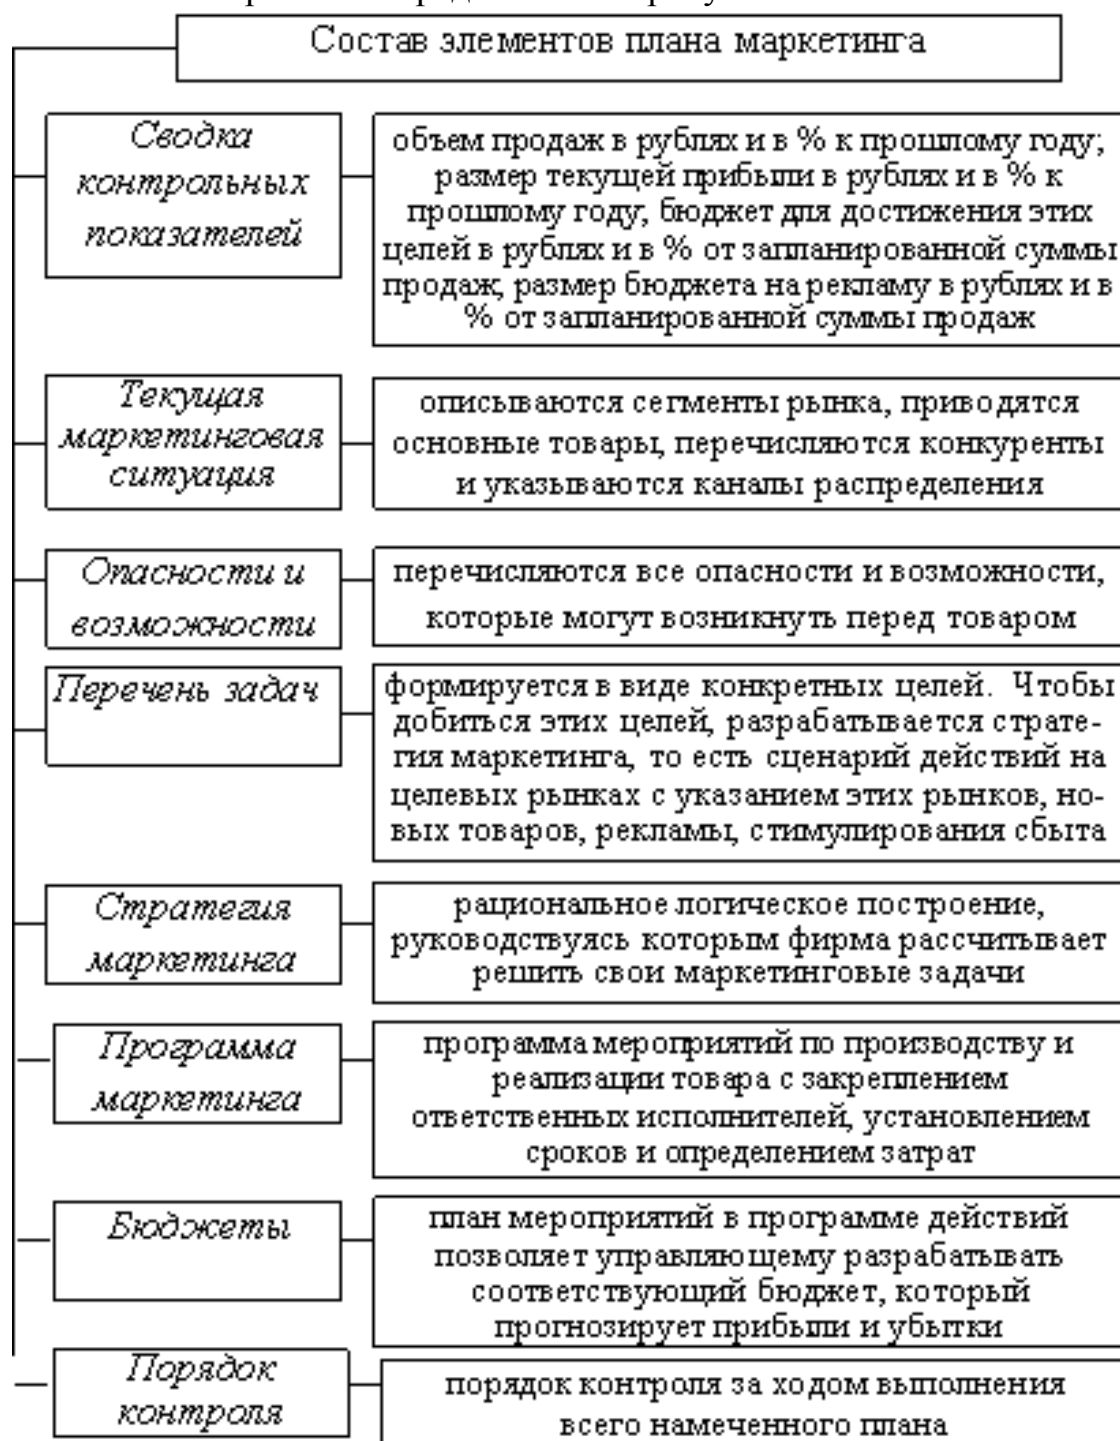 Состав элементов плана маркетинга
Сводка
контрольных
показателей
объем продаж в рублях и в % к прошлому году;
размер текущей прибыли в рублях и в % к
прошлому году; бюджет для достижения этих
целей в рублях и в % от запланированной суммы
продаж; размер бюджета на рекламу в рублях и в
% от запланированной суммы продаж
Текущая
маркетинговая
ситуация
описываются сегменты рынка, приводятся
основные товары, перечисляются конкуренты
и указываются каналы распределения
Опасности и
возможности
перечисляются все опасности и возможности,
которые могут возникнуть перед товаром
Перечень задач
формируется в виде конкретных целей. Чтобы
добиться этих целей, разрабатывается страте-
гия маркетинга, то есть сценарий действий на
целевых рынках с указанием этих рынков, но-
вых товаров, рекламы, стимулирования сбыта
Стратегия
маркетинга
рациональное логическое построение,
руководствуясь которым фирма рассчитывает
решить свои маркетинговые задачи
Программа
маркетинга
программа мероприятий по производству и
реализации товара с закреплением
ответственных исполнителей, установлением
сроков и определением затрат
Бюджеты
план мероприятий в программе действий
позволяет управляющему разрабатывать
соответствующий бюджет, который
прогнозирует прибыли и убытки
Порядок
контроля
порядок контроля за ходом выполнения
всего намеченного плана